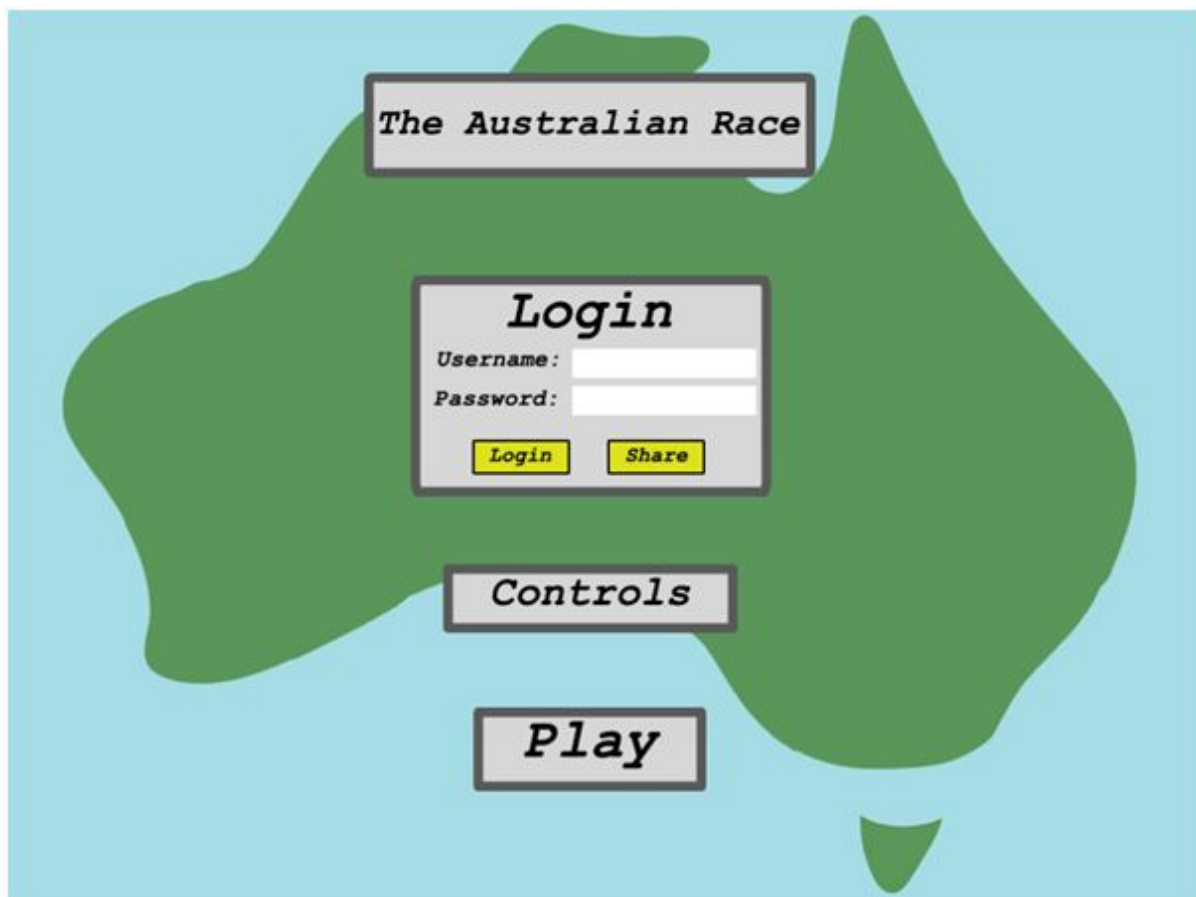 The Australian Race
Login
Username:
Password:
Login Share
Controls
Play